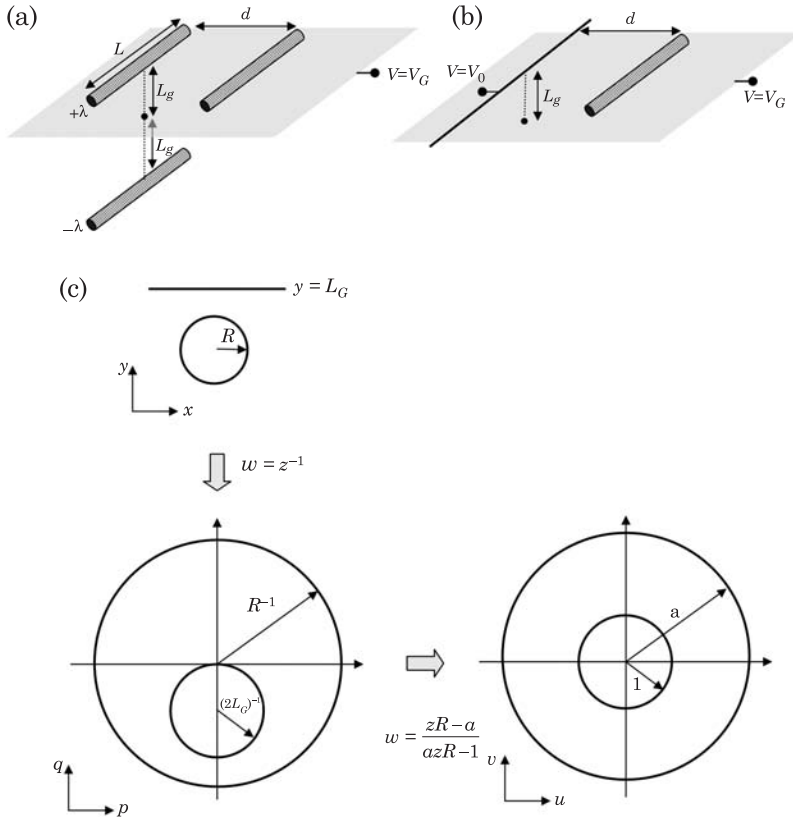 (a)
d
L
L_g
V=V_G
+λ
L_g
−λ
(b)
d
V=V_0
L_g
V=V_G
(c)
y = L_G
R
y
x
w = z^{-1}
R^{-1}
(2L_G)^{-1}
q
p
w = \frac{zR−a}{azR−1}
a
1
v
u